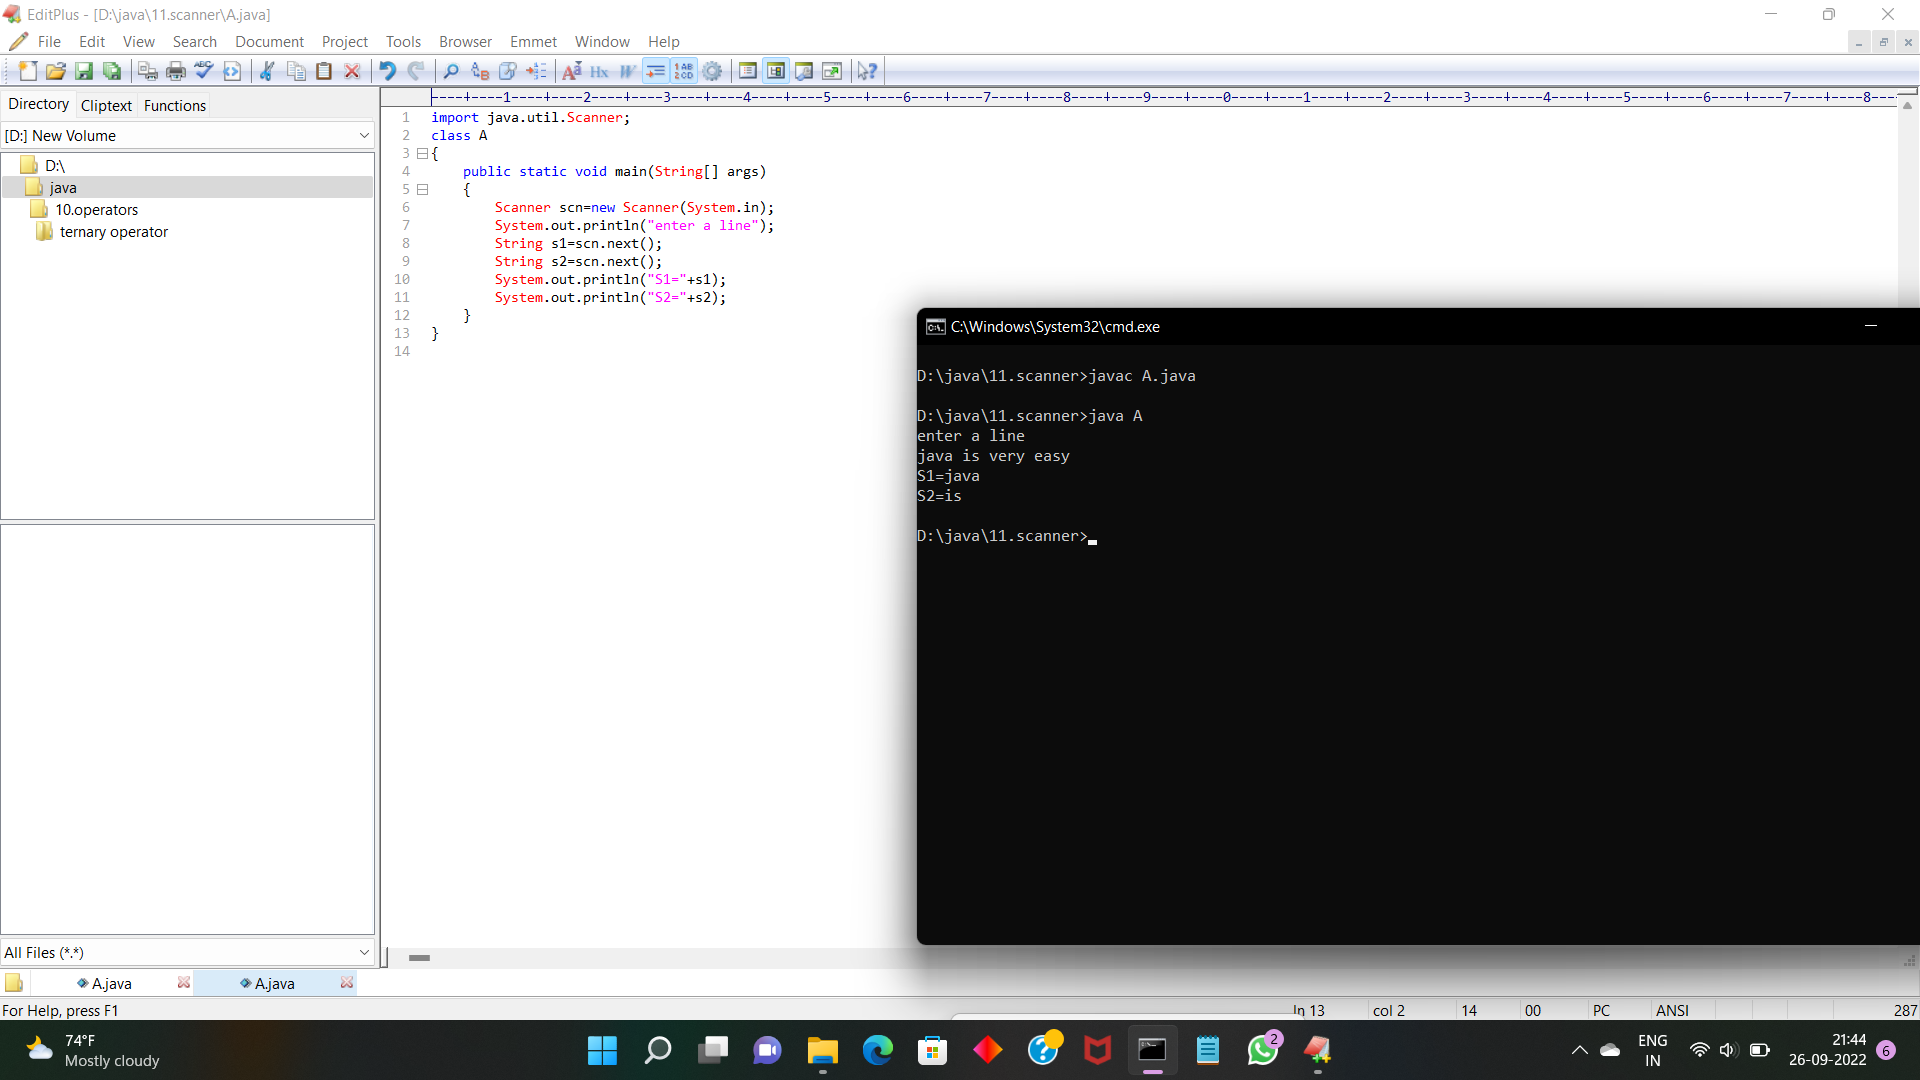 EditPlus - [D:\java\11.scanner\A.java]
File Edit View Search Document Project Tools Browser Emmet Window Help
Directory Cliptext Functions
[D:] New Volume
D:\
java
10.operators
ternary operator
----+----1----+----2----+----3----+----4----+----5----+----6----+----7----+----8----+----9----+----0----+----1----+----2----+----3----+----4----+----5----+----6----+----7----+----8----
1 import java.util.Scanner;
2 class A
3 {
4 public static void main(String[] args)
5 {
6 Scanner scn=new Scanner(System.in);
7 System.out.println("enter a line");
8 String s1=scn.next();
9 String s2=scn.next();
10 System.out.println("S1="+s1);
11 System.out.println("S2="+s2);
12 }
13 }
14
C:\Windows\System32\cmd.exe
D:\java\11.scanner>javac A.java
D:\java\11.scanner>java A
enter a line
java is very easy
S1=java
S2=is
D:\java\11.scanner>
All Files (*.*)
A.java A.java
For Help, press F1 ln 13 col 2 14 00 PC ANSI 287
74°F
Mostly cloudy
2
ENG
IN
21:44
26-09-2022
6